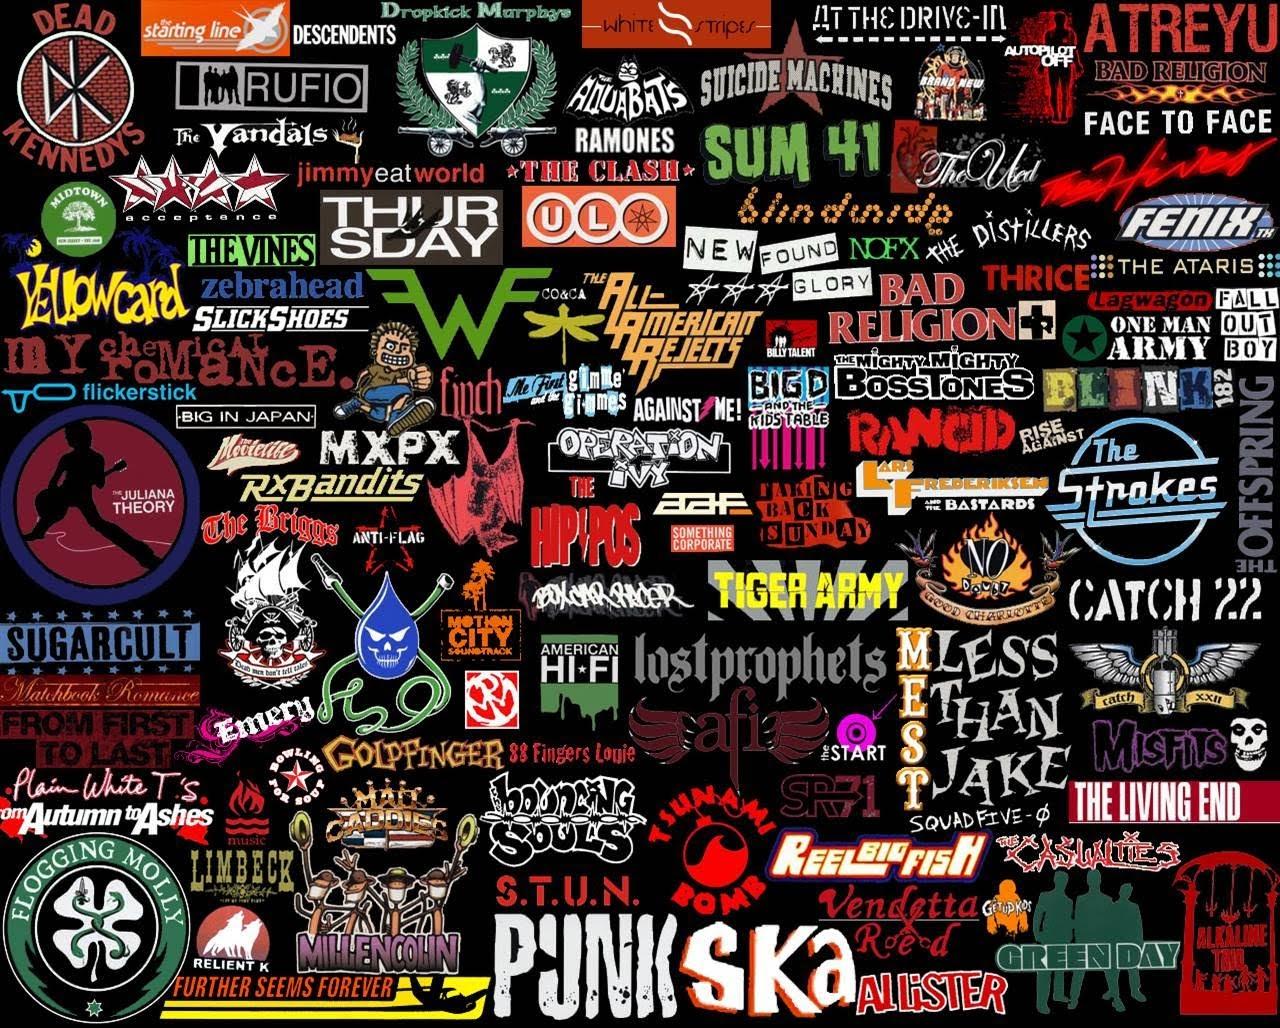 DEAD
KENNEDYS
the
starting line
DESCENDENTS
Dropkick Murphys
the
white stripes
AT THE DRIVE-IN
AUTOPILOT
OFF
ATREYU
BAD RELIGION
FACE TO FACE
RUFIO
The Vandals
THE
AQUABATS
RAMONES
SUICIDE MACHINES
BRAND NEW
SUM 41
The Used
The Hives
MIDTOWN
acceptance
jimmyeatworld
THE CLASH
THUR
SDAY
ULO
blindside
NEW FOUND
GLORY
NOFX
THE DISTILLERS
FENIX TX
THE VINES
YELLOWCARD
zebrahead
SLICKSHOES
CO&CA
THE
ALL-
AMERICAN
REJECTS
BILLY TALENT
BAD
RELIGION
THRICE
THE ATARIS
Lagwagon
ONE MAN
ARMY
FALL
OUT
BOY
MY CHEMICAL
ROMANCE.
flickerstick
BIG IN JAPAN
finch
Me First
and the
gimme
gimmes
AGAINST ME!
BIG D
AND THE
KIDS TABLE
THE MIGHTY MIGHTY
BOSSTONES
BLINK 182
THE OFFSPRING
THE JULIANA
THEORY
The
Movielife
MXPX
RX Bandits
OPERATION
IVY
RANCID
RISE
AGAINST
The
Strokes
LARS
FREDERIKSEN
AND THE BASTARDS
The Briggs
ANTI-FLAG
THE
HIPPOS
aaf
SOMETHING
CORPORATE
TAKING
BACK
SUNDAY
NO
DOUBT
GOOD CHARLOTTE
BOXCAR RACER
TIGER ARMY
CATCH 22
SUGARCULT
Dead men don't tell tales
MOTION
CITY
SOUNDTRACK
AMERICAN
HI★FI
lostprophets
MEST
LESS
THAN
JAKE
catch xxii
Matchbook Romance
FROM FIRST
TO LAST
Emery
H2O
GOLDFINGER
88 Fingers Louie
afi
the START
MISFITS
Plain White T's
From Autumn to Ashes
BOWLING
FOR SOUP
music
MAD
CADDIES
the bouncing
SOULS
TSUNAMI
BOMB
SR-71
SQUAD FIVE-O
THE LIVING END
FLOGGING MOLLY
LIMBECK
RELIENT K
MILLENCOLIN
S.T.U.N.
REEL BIG FISH
THE CASUALTIES
Vendetta
Red
GET UP KIDS
GREEN DAY
ALKALINE
TRIO
FURTHER SEEMS FOREVER
PUNK SKa
ALLISTER